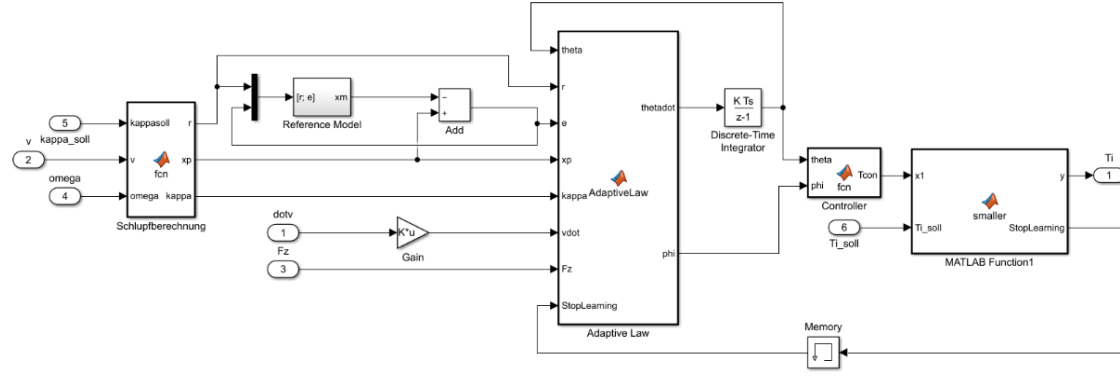 5
kappa_soll
v
2
omega
4
kappasoll
v
omega
r
xp
kappa
fcn
Schlupfberechnung
[r; e]
xm
Reference Model
−
+
Add
dotv
1
Fz
3
K*u
Gain
theta
r
e
xp
kappa
vdot
Fz
StopLearning
AdaptiveLaw
thetadot
phi
Adaptive Law
K Ts
z-1
Discrete-Time
Integrator
theta
phi
Tcon
fcn
Controller
6
Ti_soll
x1
Ti_soll
smaller
y
StopLearning
MATLAB Function1
Ti
1
Memory